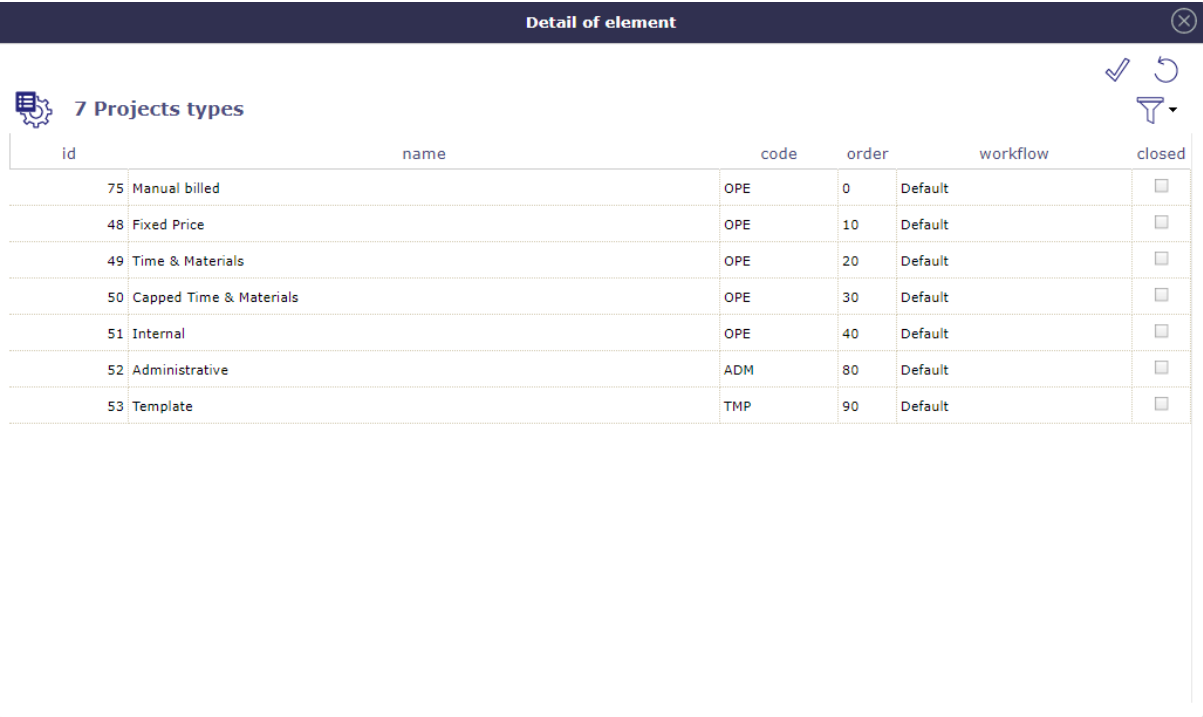 Detail of element
7 Projects types
id name code order workflow closed
75 Manual billed OPE 0 Default
48 Fixed Price OPE 10 Default
49 Time & Materials OPE 20 Default
50 Capped Time & Materials OPE 30 Default
51 Internal OPE 40 Default
52 Administrative ADM 80 Default
53 Template TMP 90 Default